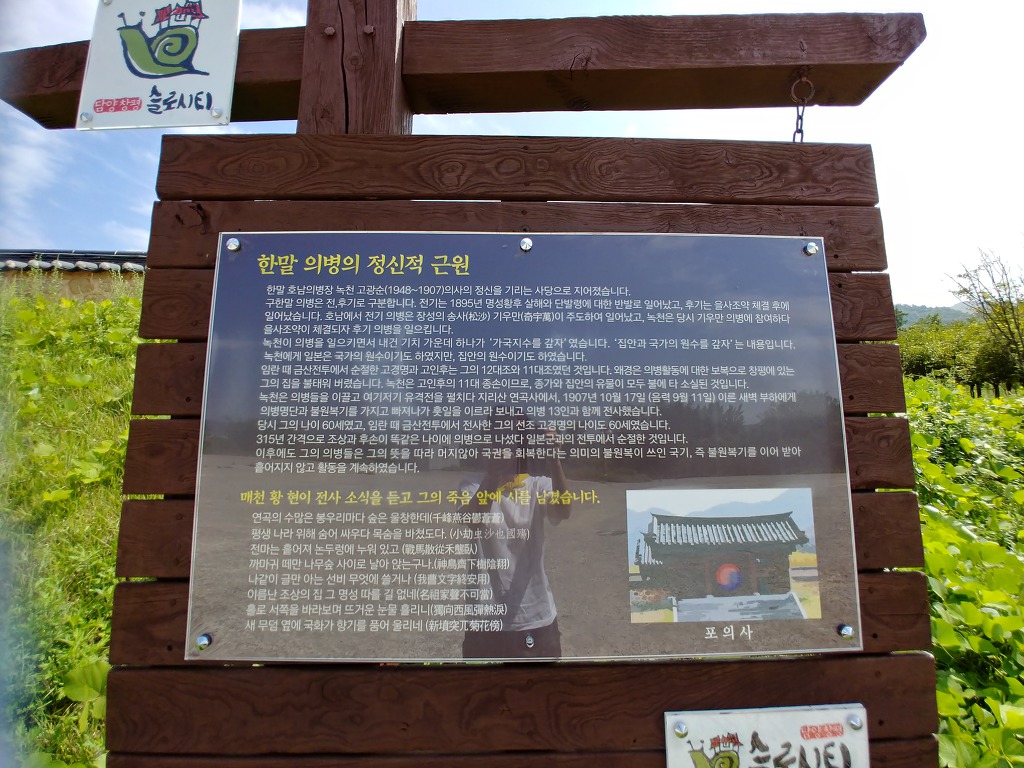 담양창평 슬로시티
한말 의병의 정신적 근원
한말 호남의병장 녹천 고광순(1948~1907)의사의 정신을 기리는 사당으로 지어졌습니다.
구한말 의병은 전,후기로 구분합니다. 전기는 1895년 명성황후 살해와 단발령에 대한 반발로 일어났고, 후기는 을사조약 체결 후에
일어났습니다. 호남에서 전기 의병은 장성의 송사(松沙) 기우만(奇宇萬)이 주도하여 일어났고, 녹천은 당시 기우만 의병에 참여하다
을사조약이 체결되자 후기 의병을 일으킵니다.
녹천이 의병을 일으키면서 내건 기치 가운데 하나가 '가국지수를 갚자' 였습니다. '집안과 국가의 원수를 갚자' 는 내용입니다.
녹천에게 일본은 국가의 원수이기도 하였지만, 집안의 원수이기도 하였습니다.
임란 때 금산전투에서 순절한 고경명과 고인후는 그의 12대조와 11대조였던 것입니다. 왜경은 의병활동에 대한 보복으로 창평에 있는
그의 집을 불태워 버렸습니다. 녹천은 고인후의 11대 종손이므로, 종가와 집안의 유물이 모두 불에 타 소실된 것입니다.
녹천은 의병들을 이끌고 여기저기 유격전을 펼치다 지리산 연곡사에서, 1907년 10월 17일 (음력 9월 11일) 이른 새벽 부하에게
의병명단과 불원복기를 가지고 빠져나가 훗일을 이르라 보내고 의병 13인과 함께 전사했습니다.
당시 그의 나이 60세였고, 임란 때 금산전투에서 전사한 그의 선조 고경명의 나이도 60세였습니다.
315년 간격으로 조상과 후손이 똑같은 나이에 의병으로 나섰다 일본군과의 전투에서 순절한 것입니다.
이후에도 그의 의병들은 그의 뜻을 따라 머지않아 국권을 회복한다는 의미의 불원복이 쓰인 국기, 즉 불원복기를 이어 받아
흩어지지 않고 활동을 계속하였습니다.
매천 황 현이 전사 소식을 듣고 그의 죽음 앞에 시를 남겼습니다.
연곡의 수많은 봉우리마다 숲은 울창한데(千峰燕谷鬱蒼蒼)
평생 나라 위해 숨어 싸우다 목숨을 바쳤도다. (小劫虫沙也國殤)
전마는 흩어져 논두렁에 누워 있고 (戰馬散從禾壟臥)
까마귀 떼만 나무숲 사이로 날아 앉는구나.(神鳥齊下樹陰翔)
나같이 글만 아는 선비 무엇에 쓸거나 (我曹文字終安用)
이름난 조상의 집 그 명성 따를 길 없네(名祖家聲不可當)
홀로 서쪽을 바라보며 뜨거운 눈물 흘리니(獨向西風彈熱淚)
새 무덤 옆에 국화가 향기를 품어 올리네 (新墳突兀菊花傍)
포의사
담양창평
슬로시티